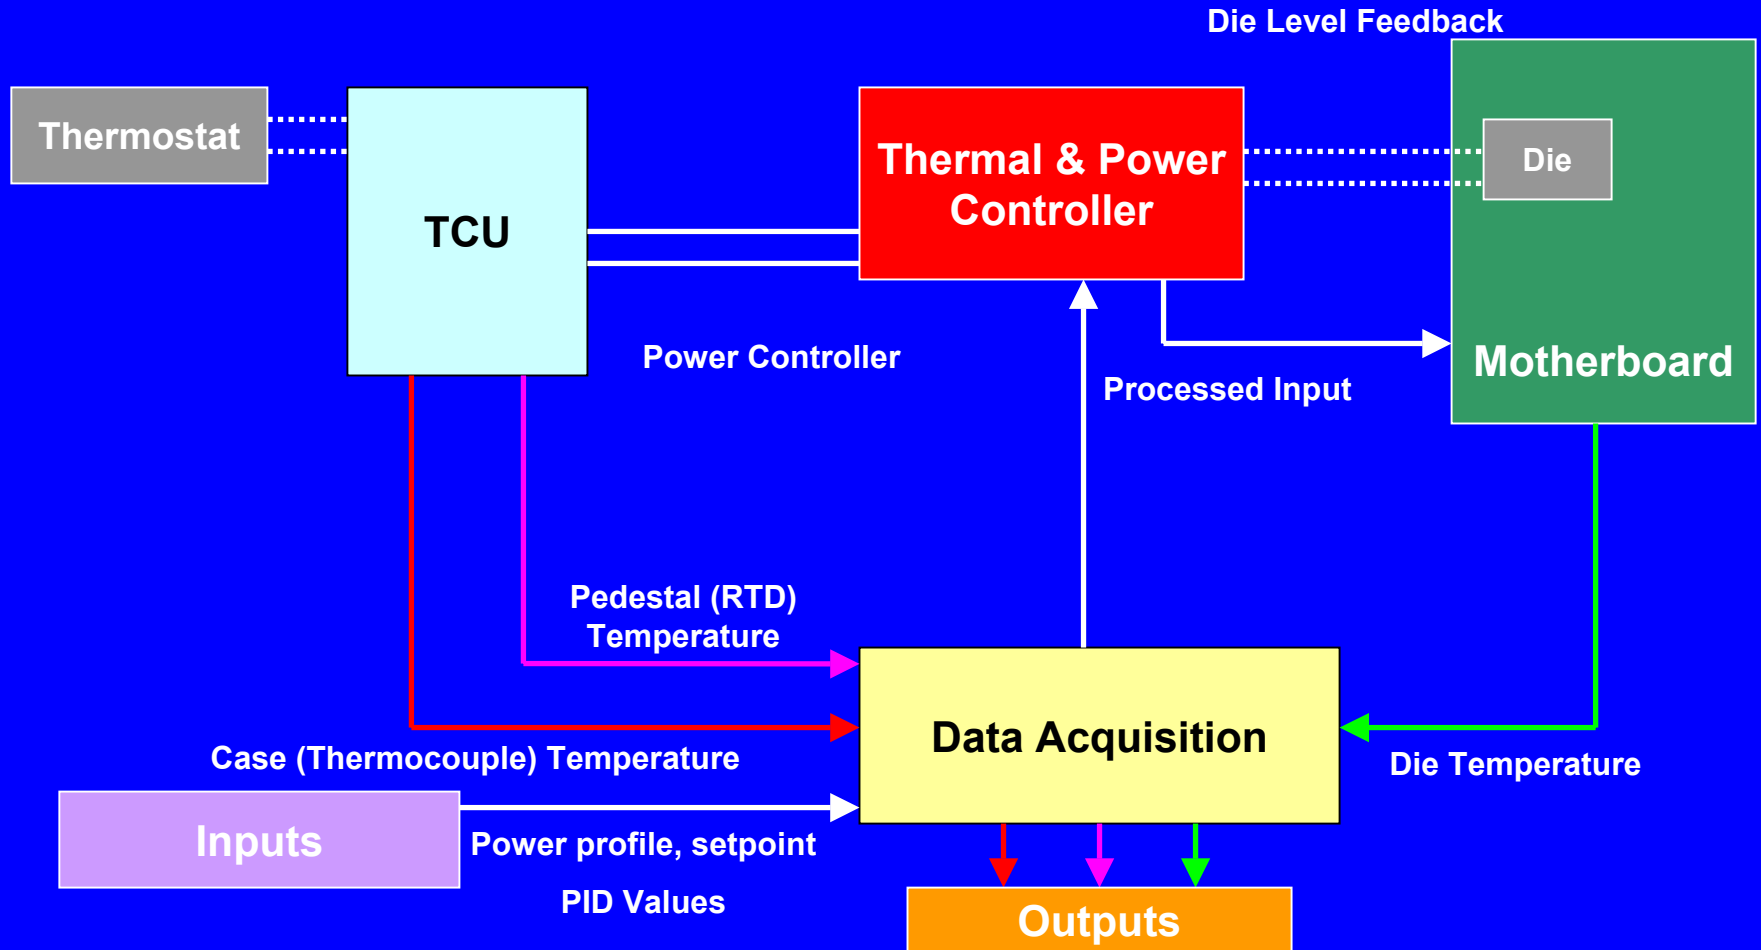 Die Level Feedback
Thermostat
TCU
Thermal & Power
Controller
Die
Power Controller
Processed Input
Motherboard
Pedestal (RTD)
Temperature
Data Acquisition
Case (Thermocouple) Temperature
Die Temperature
Inputs
Power profile, setpoint
PID Values
Outputs